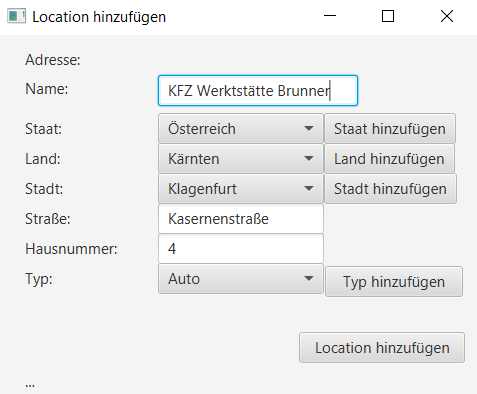 Location hinzufügen
Adresse:
Name: KFZ Werktstätte Brunner
Staat: Österreich Staat hinzufügen
Land: Kärnten Land hinzufügen
Stadt: Klagenfurt Stadt hinzufügen
Straße: Kasernenstraße
Hausnummer: 4
Typ: Auto Typ hinzufügen
Location hinzufügen
...